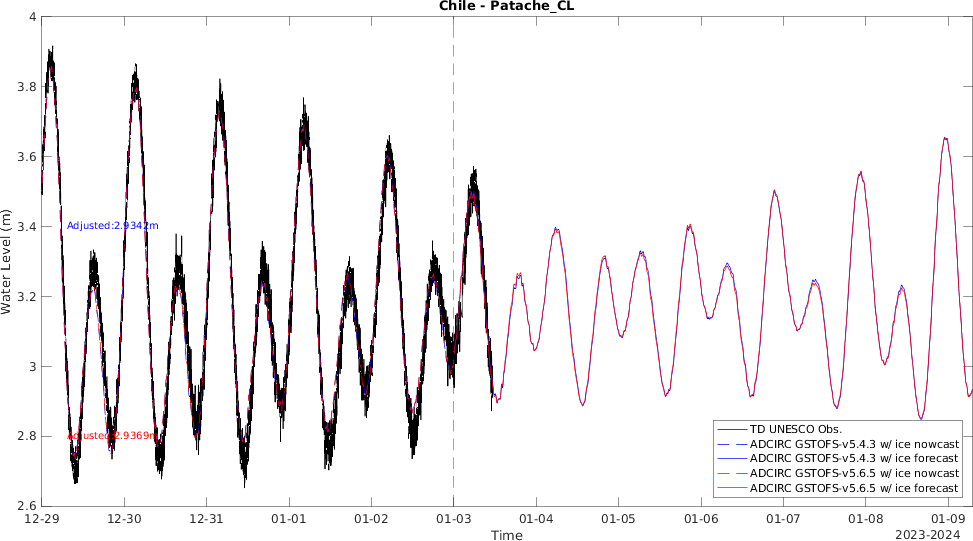 Chile - Patache_CL
4
3.8
3.6
3.4
3.2
3
2.8
2.6
Water Level (m)
Adjusted:2.9342m
Adjusted:2.9369m
TD UNESCO Obs.
ADCIRC GSTOFS-v5.4.3 w/ ice nowcast
ADCIRC GSTOFS-v5.4.3 w/ ice forecast
ADCIRC GSTOFS-v5.6.5 w/ ice nowcast
ADCIRC GSTOFS-v5.6.5 w/ ice forecast
12-29 12-30 12-31 01-01 01-02 01-03 01-04 01-05 01-06 01-07 01-08 01-09
Time
2023-2024